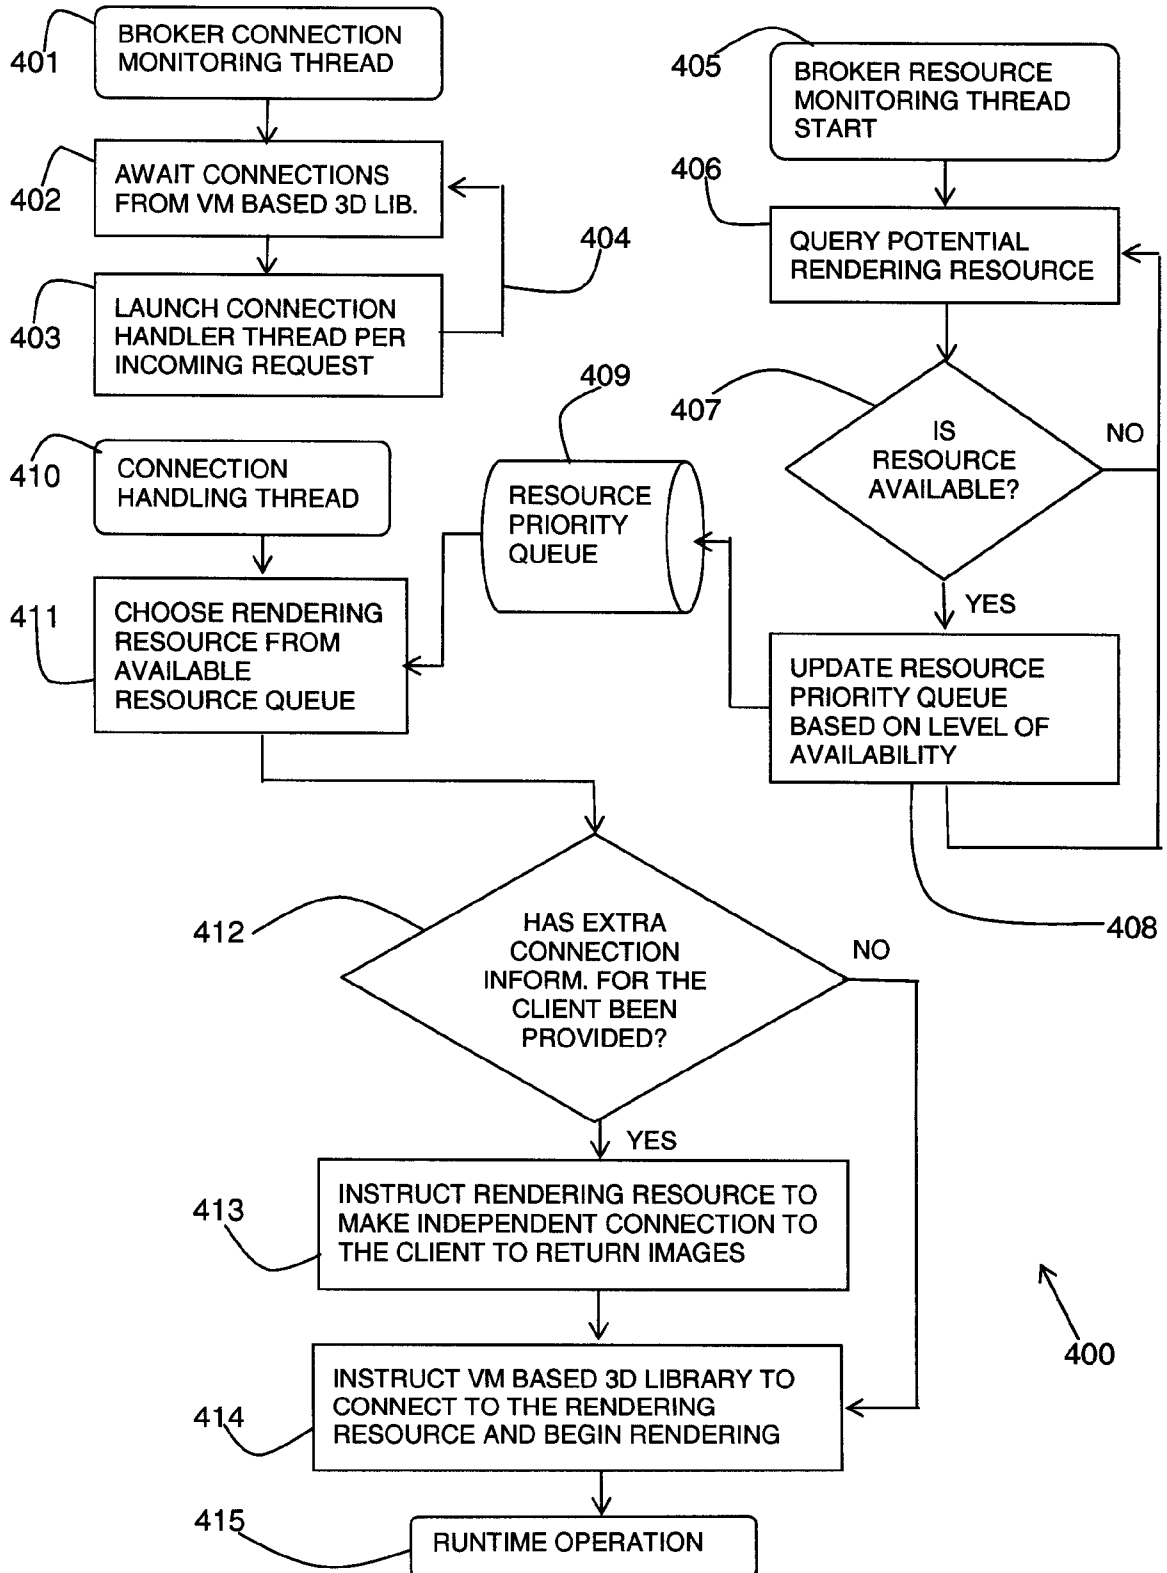 401
BROKER CONNECTION
MONITORING THREAD
402
AWAIT CONNECTIONS
FROM VM BASED 3D LIB.
403
LAUNCH CONNECTION
HANDLER THREAD PER
INCOMING REQUEST
404
405
BROKER RESOURCE
MONITORING THREAD
START
406
QUERY POTENTIAL
RENDERING RESOURCE
407
IS
RESOURCE
AVAILABLE?
NO
YES
UPDATE RESOURCE
PRIORITY QUEUE
BASED ON LEVEL OF
AVAILABILITY
408
409
RESOURCE
PRIORITY
QUEUE
410
CONNECTION
HANDLING THREAD
411
CHOOSE RENDERING
RESOURCE FROM
AVAILABLE
RESOURCE QUEUE
412
HAS EXTRA
CONNECTION
INFORM. FOR THE
CLIENT BEEN
PROVIDED?
NO
YES
413
INSTRUCT RENDERING RESOURCE TO
MAKE INDEPENDENT CONNECTION TO
THE CLIENT TO RETURN IMAGES
400
414
INSTRUCT VM BASED 3D LIBRARY TO
CONNECT TO THE RENDERING
RESOURCE AND BEGIN RENDERING
415
RUNTIME OPERATION